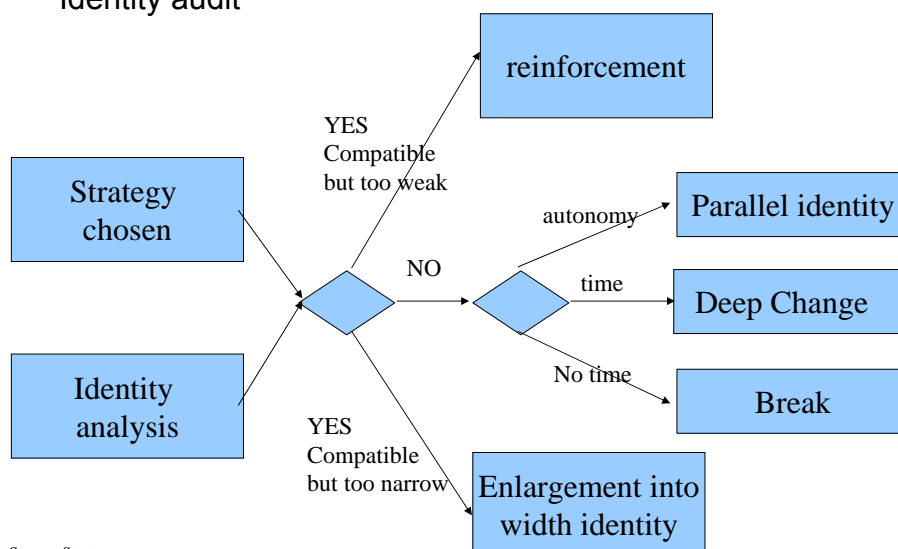 Identity audit
reinforcement
YES
Compatible
but too weak
Strategy
chosen
autonomy
Parallel identity
NO
time
Deep Change
Identity
analysis
No time
Break
YES
Compatible
but too narrow
Enlargement into
width identity